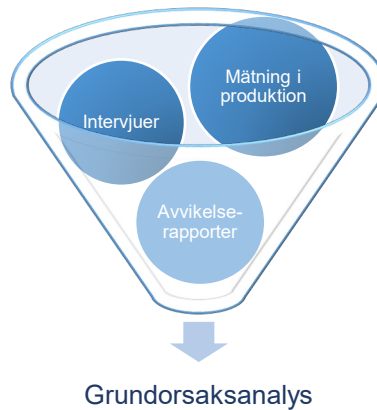 Mätning i
produktion
Intervjuer
Avvikelse-
rapporter
Grundorsaksanalys